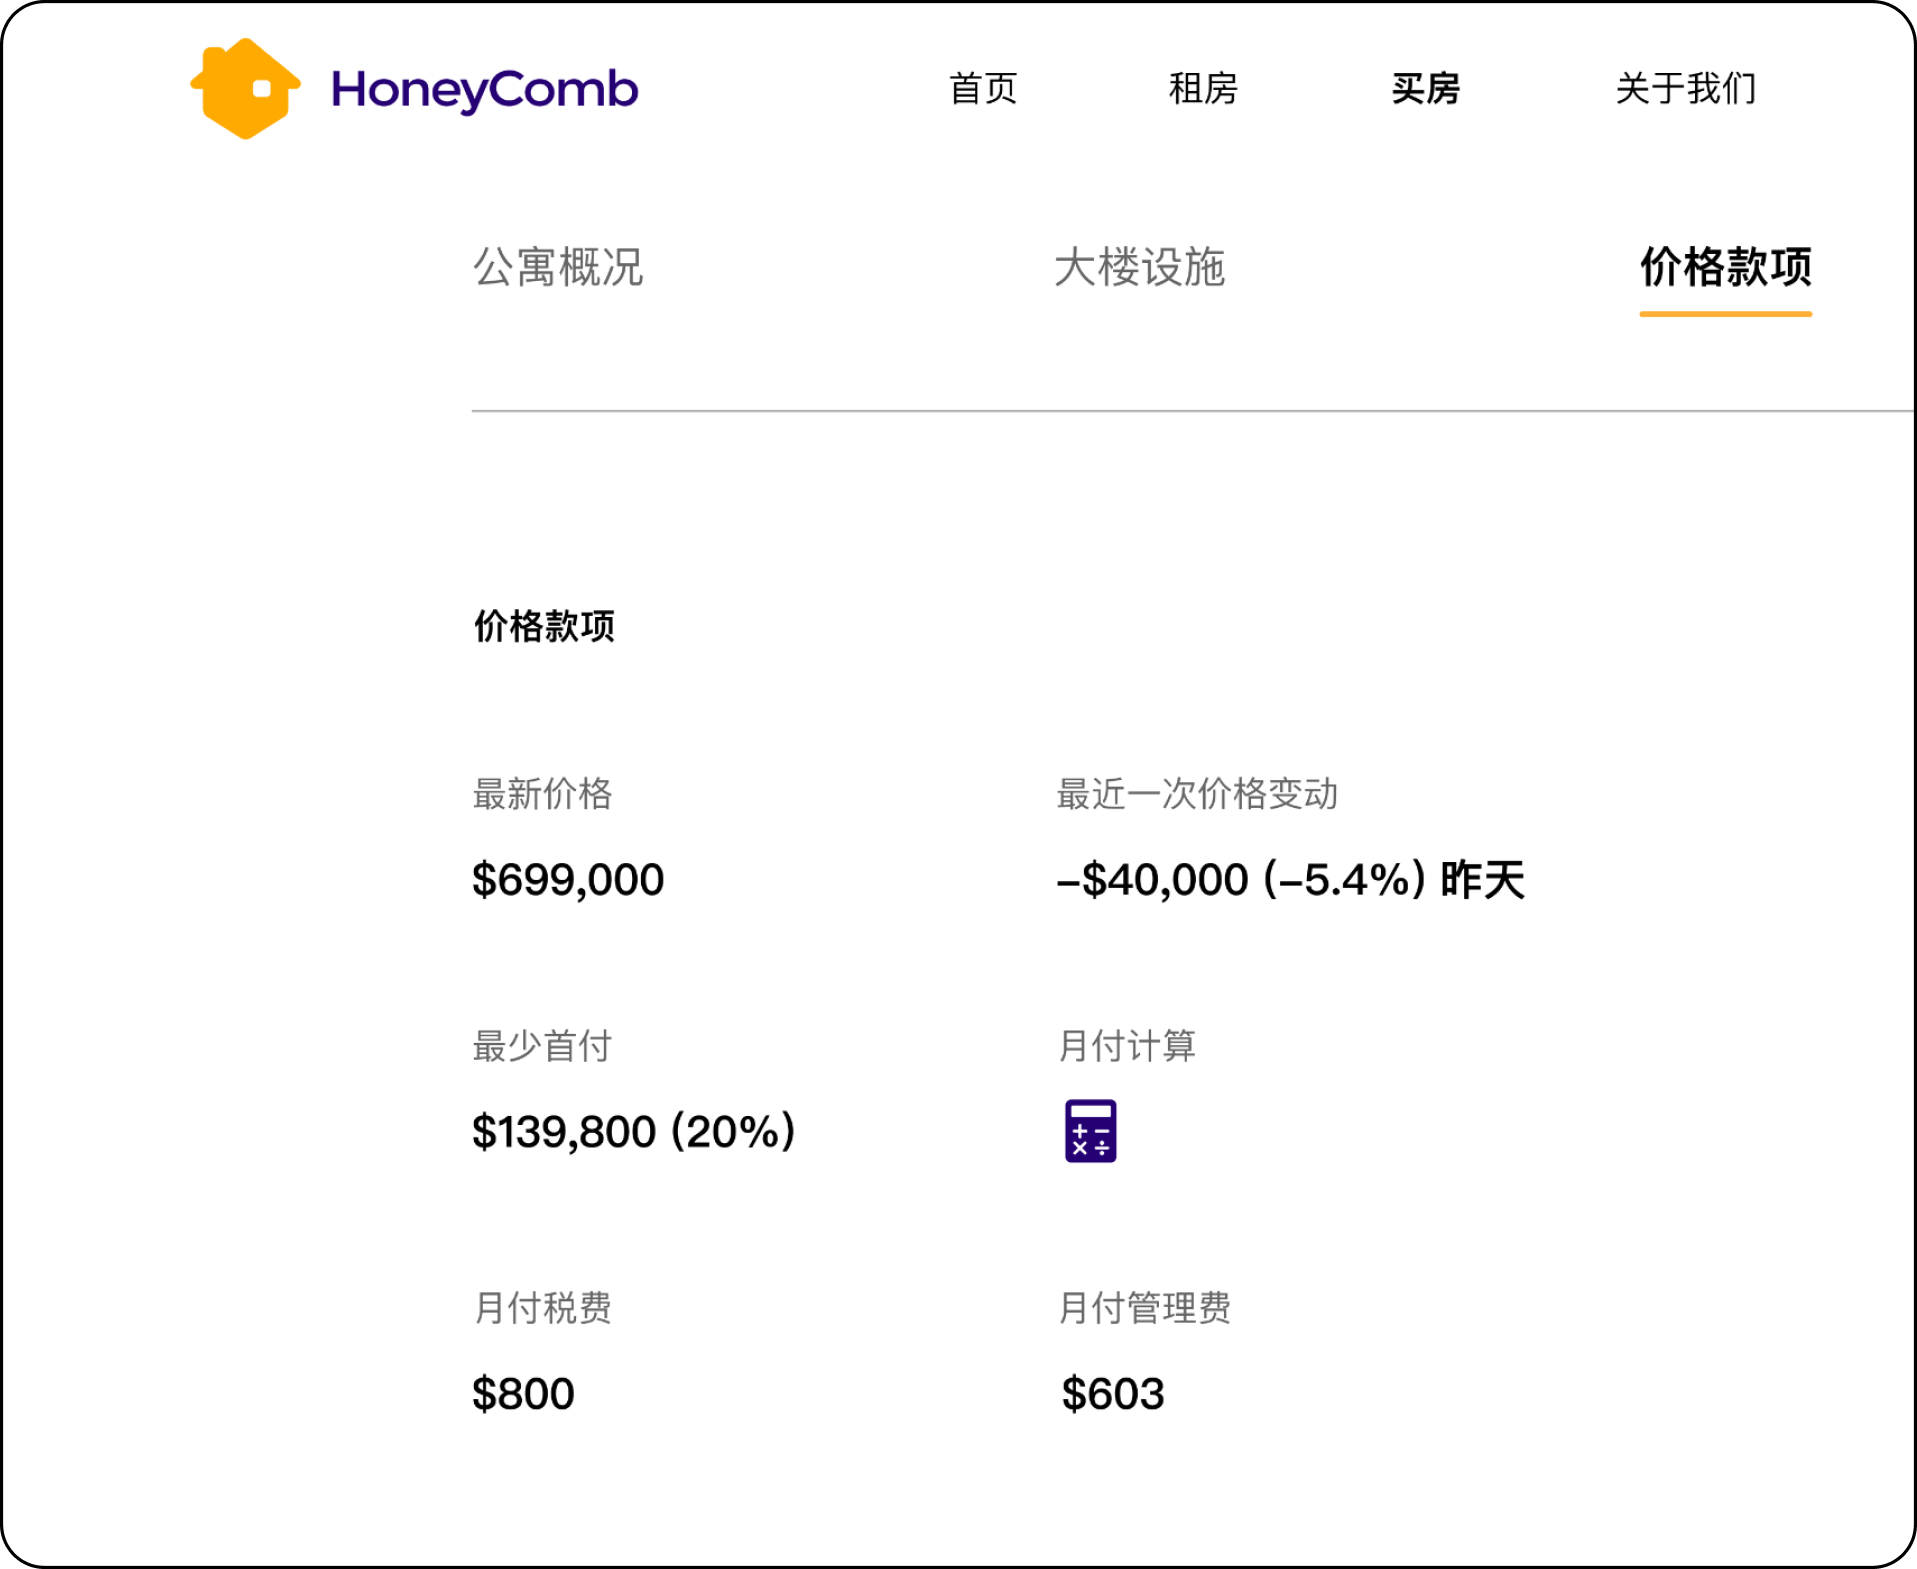 HoneyComb 首页 租房 买房 关于我们
公寓概况 大楼设施 价格款项
价格款项
最新价格 最近一次价格变动
$699,000 –$40,000 (–5.4%) 昨天
最少首付 月付计算
$139,800 (20%)
月付税费 月付管理费
$800 $603